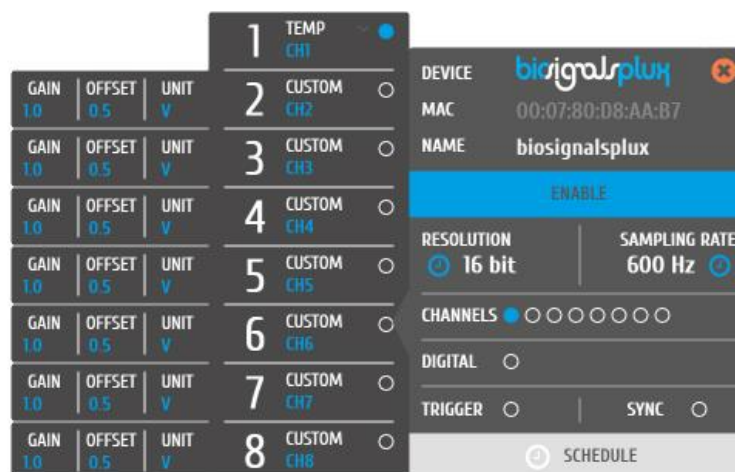 1 TEMP
CH1
GAIN OFFSET UNIT
1.0 0.5 V
2 CUSTOM
CH2
GAIN OFFSET UNIT
1.0 0.5 V
3 CUSTOM
CH3
GAIN OFFSET UNIT
1.0 0.5 V
4 CUSTOM
CH4
GAIN OFFSET UNIT
1.0 0.5 V
5 CUSTOM
CH5
GAIN OFFSET UNIT
1.0 0.5 V
6 CUSTOM
CH6
GAIN OFFSET UNIT
1.0 0.5 V
7 CUSTOM
CH7
GAIN OFFSET UNIT
1.0 0.5 V
8 CUSTOM
CH8
DEVICE biosignalsplux
MAC 00:07:80:D8:AA:B7
NAME biosignalsplux
ENABLE
RESOLUTION
16 bit
SAMPLING RATE
600 Hz
CHANNELS
DIGITAL
TRIGGER SYNC
SCHEDULE